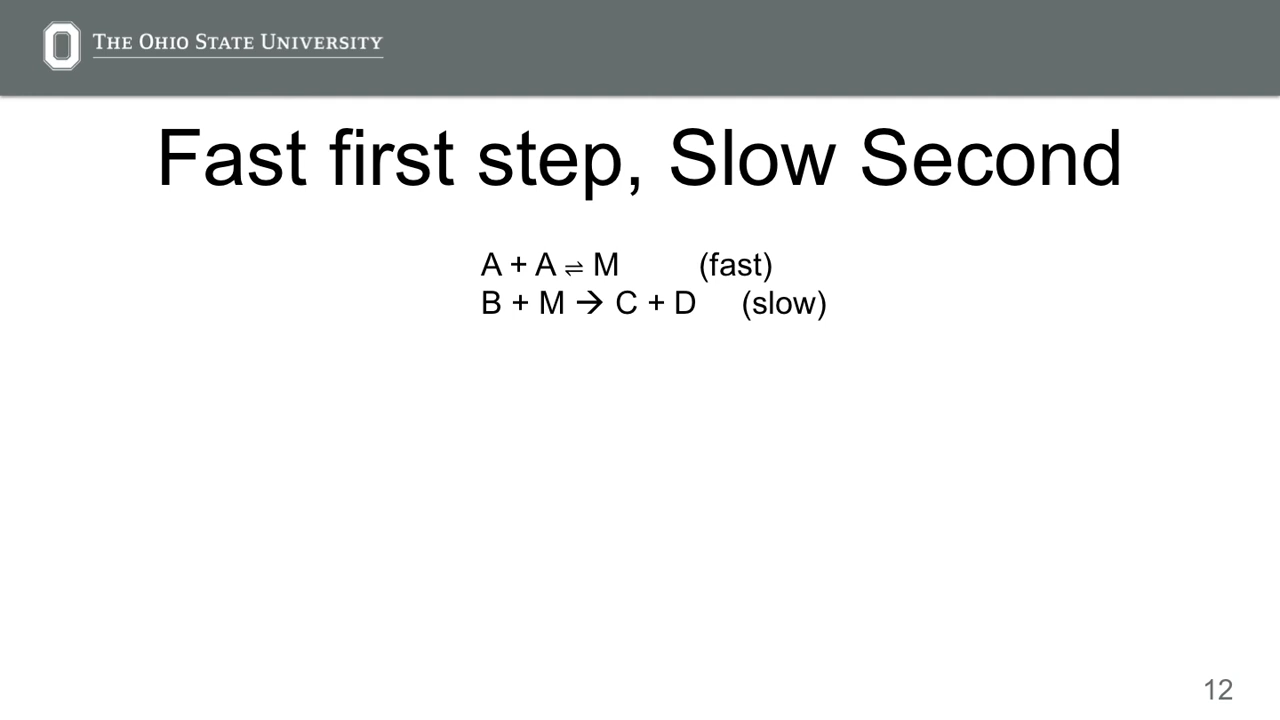 THE OHIO STATE UNIVERSITY
Fast first step, Slow Second
A + A ⇌ M (fast)
B + M → C + D (slow)
12